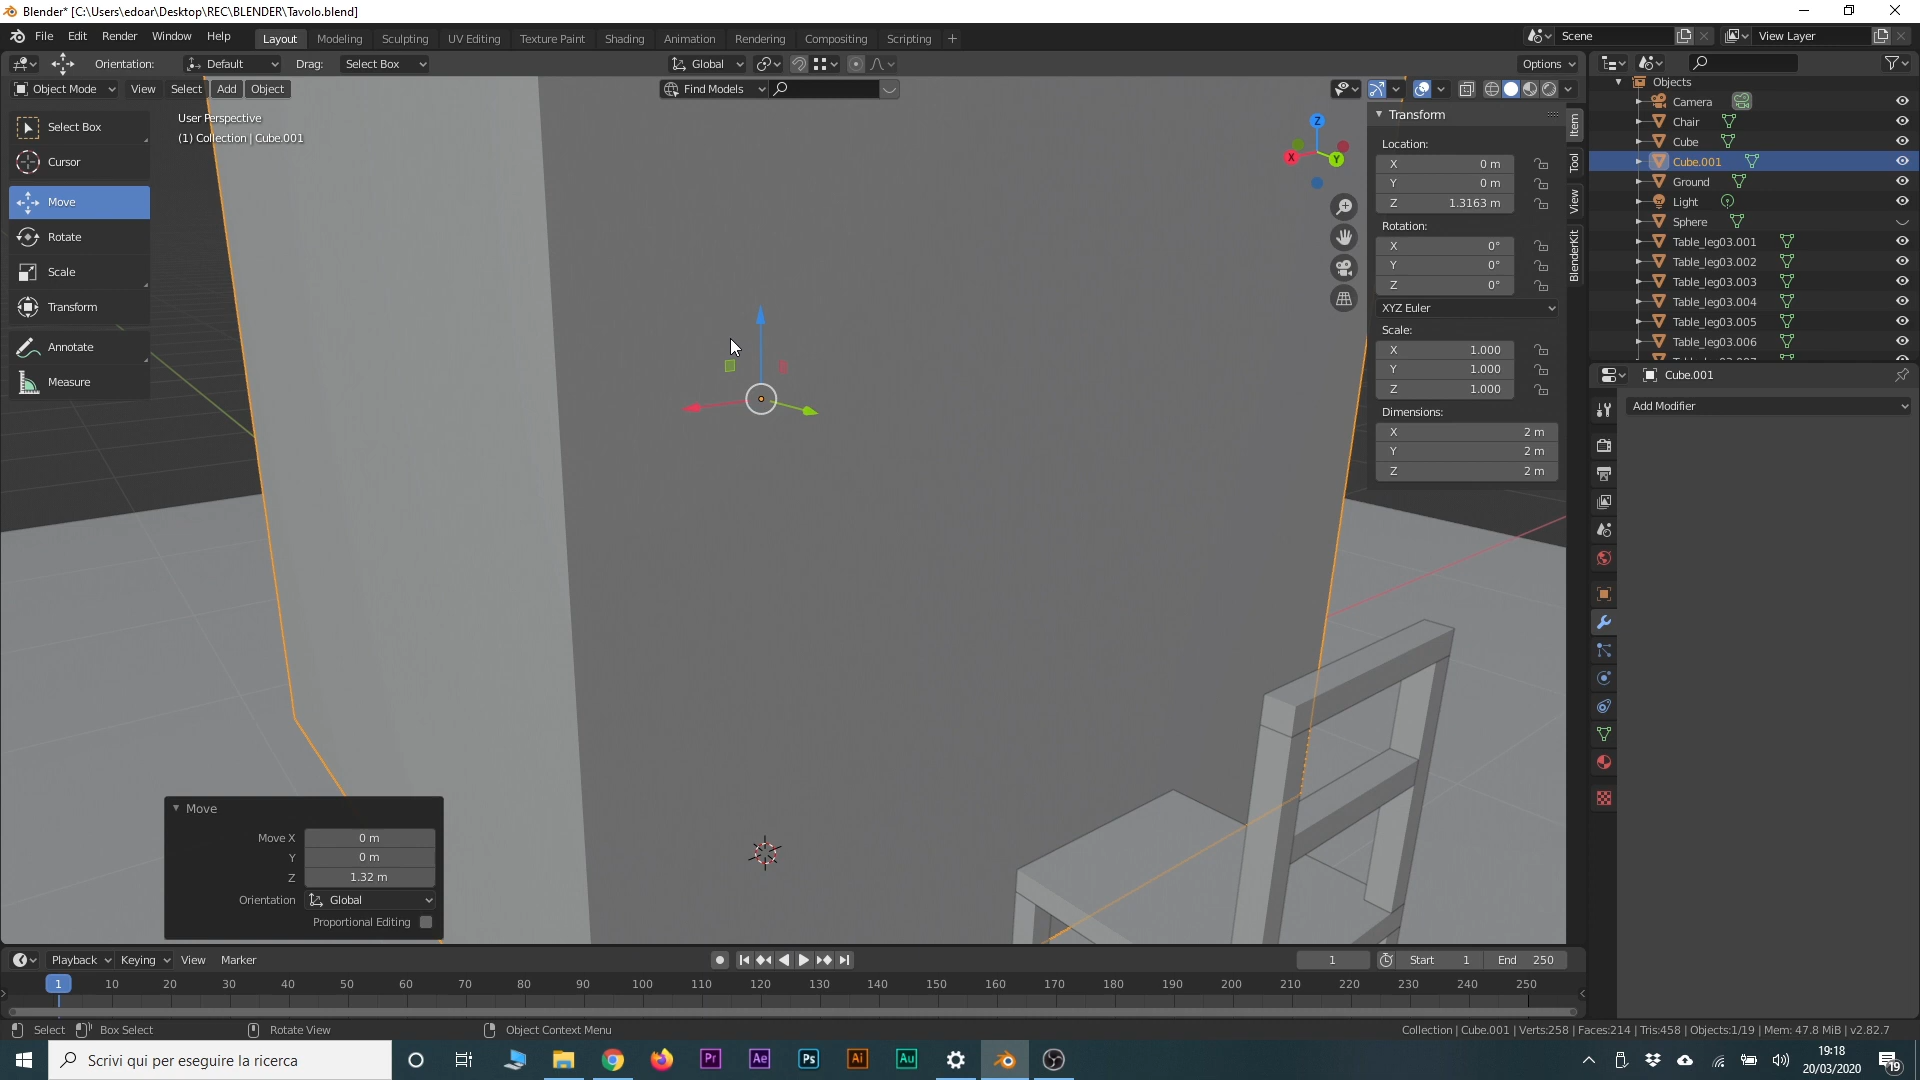 Blender* [C:\Users\edoar\Desktop\REC\BLENDER\Tavolo.blend]
File Edit Render Window Help
Layout Modeling Sculpting UV Editing Texture Paint Shading Animation Rendering Compositing Scripting +
Scene
View Layer
Orientation: Default Drag: Select Box
Global
Options
Object Mode View Select Add Object
Find Models
User Perspective
(1) Collection | Cube.001
Select Box
Cursor
Move
Rotate
Scale
Transform
Annotate
Measure
Z
X
Y
Transform
Location:
X 0 m
Y 0 m
Z 1.3163 m
Rotation:
X 0°
Y 0°
Z 0°
XYZ Euler
Scale:
X 1.000
Y 1.000
Z 1.000
Dimensions:
X 2 m
Y 2 m
Z 2 m
Item
Tool
View
BlenderKit
Objects
Camera
Chair
Cube
Cube.001
Ground
Light
Sphere
Table_leg03.001
Table_leg03.002
Table_leg03.003
Table_leg03.004
Table_leg03.005
Table_leg03.006
Cube.001
Add Modifier
Move
Move X 0 m
Y 0 m
Z 1.32 m
Orientation Global
Proportional Editing
Playback Keying View Marker
1 Start 1 End 250
1 10 20 30 40 50 60 70 80 90 100 110 120 130 140 150 160 170 180 190 200 210 220 230 240 250
Select Box Select Rotate View Object Context Menu
Collection | Cube.001 | Verts:258 | Faces:214 | Tris:458 | Objects:1/19 | Mem: 47.8 MiB | v2.82.7
Scrivi qui per eseguire la ricerca
Pr Ae Ps Ai Au
19:18
20/03/2020
19